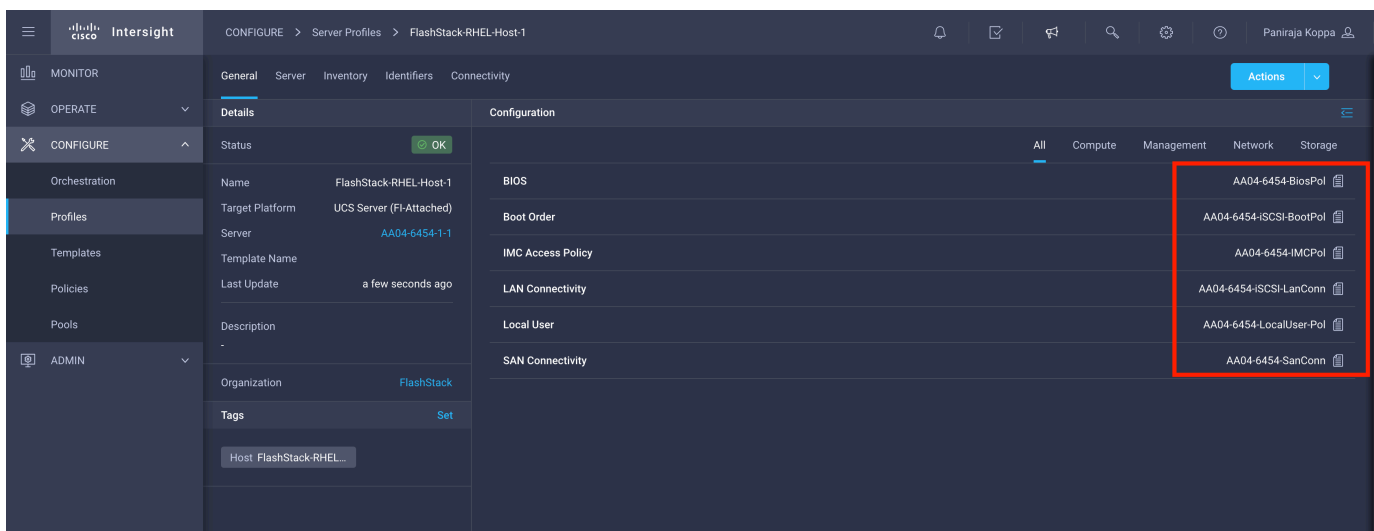 CISCO Intersight
CONFIGURE > Server Profiles > FlashStack-RHEL-Host-1
Paniraja Koppa
MONITOR
OPERATE
CONFIGURE
Orchestration
Profiles
Templates
Policies
Pools
ADMIN
General Server Inventory Identifiers Connectivity
Actions
Details
Status OK
Name FlashStack-RHEL-Host-1
Target Platform UCS Server (FI-Attached)
Server AA04-6454-1-1
Template Name
Last Update a few seconds ago
Description
-
Organization FlashStack
Tags Set
Host FlashStack-RHEL...
Configuration
All Compute Management Network Storage
BIOS AA04-6454-BiosPol
Boot Order AA04-6454-iSCSI-BootPol
IMC Access Policy AA04-6454-IMCPol
LAN Connectivity AA04-6454-iSCSI-LanConn
Local User AA04-6454-LocalUser-Pol
SAN Connectivity AA04-6454-SanConn